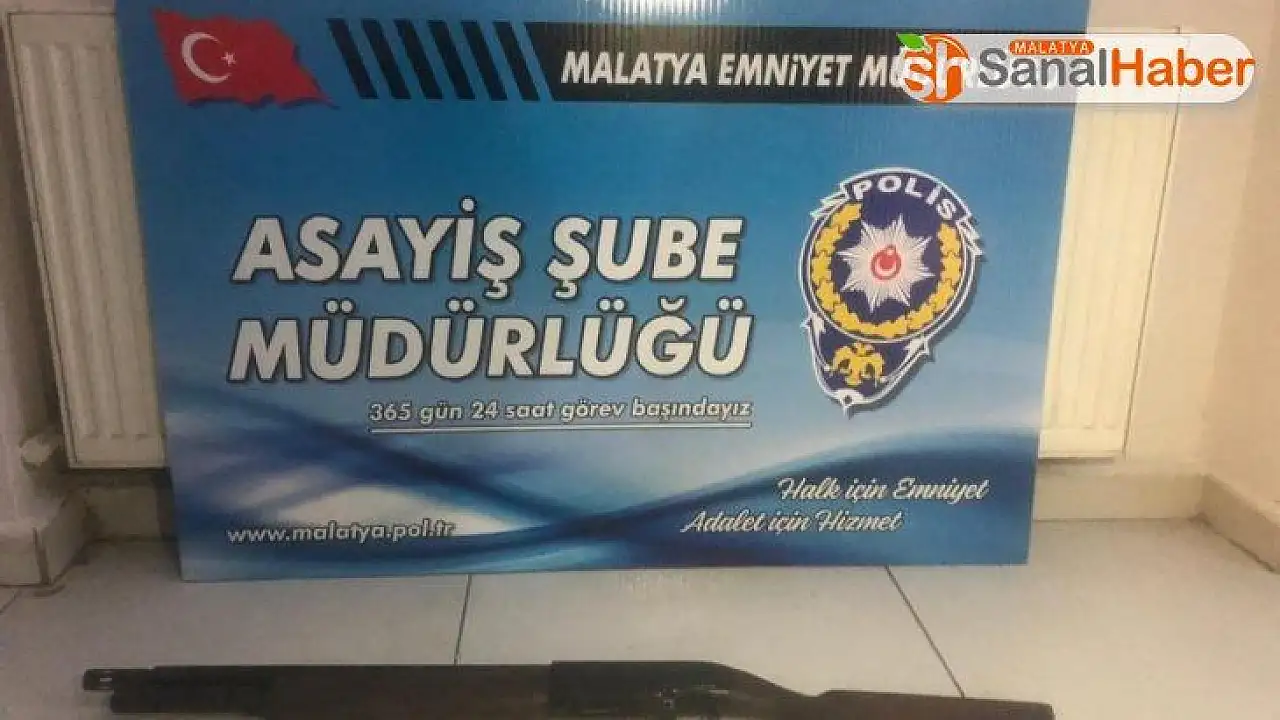 MALATYA EMNİYET
MALATYA
sh SanalHaber
POLİS
ASAYİŞ ŞUBE
MÜDÜRLÜĞÜ
365 gün 24 saat görev başındayız
Halk için Emniyet
Adalet için Hizmet
www.malatya.pol.tr